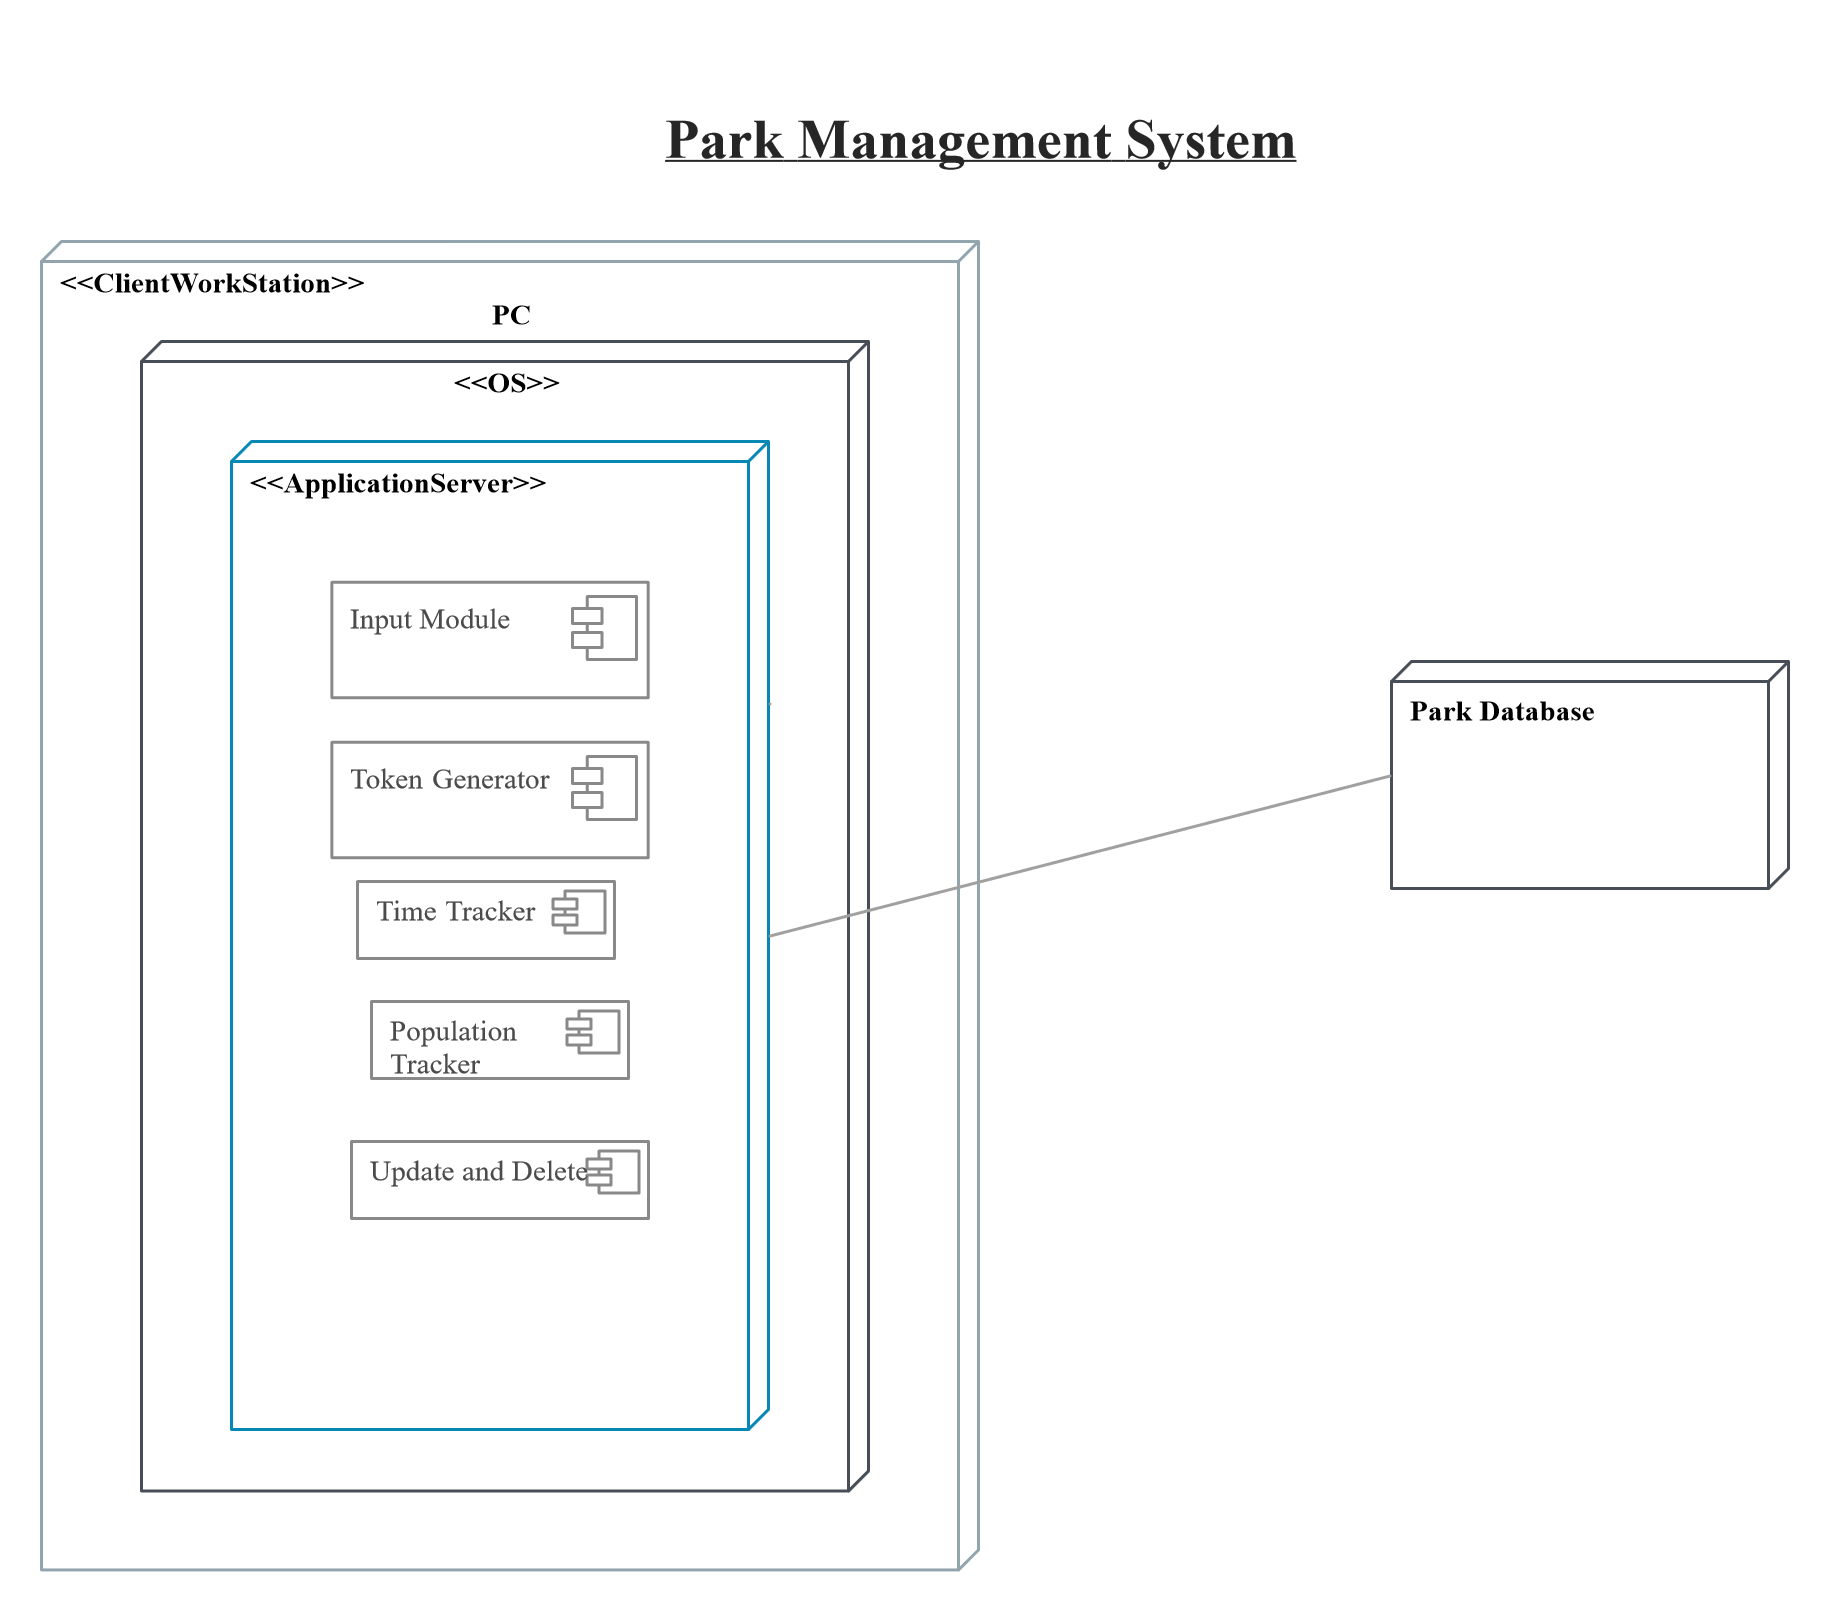 Park Management System
<<ClientWorkStation>>
PC
<<OS>>
<<ApplicationServer>>
Input Module
Token Generator
Time Tracker
Population
Tracker
Update and Delete
Park Database